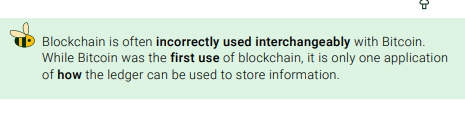 Blockchain is often incorrectly used interchangeably with Bitcoin.
While Bitcoin was the first use of blockchain, it is only one application
of how the ledger can be used to store information.